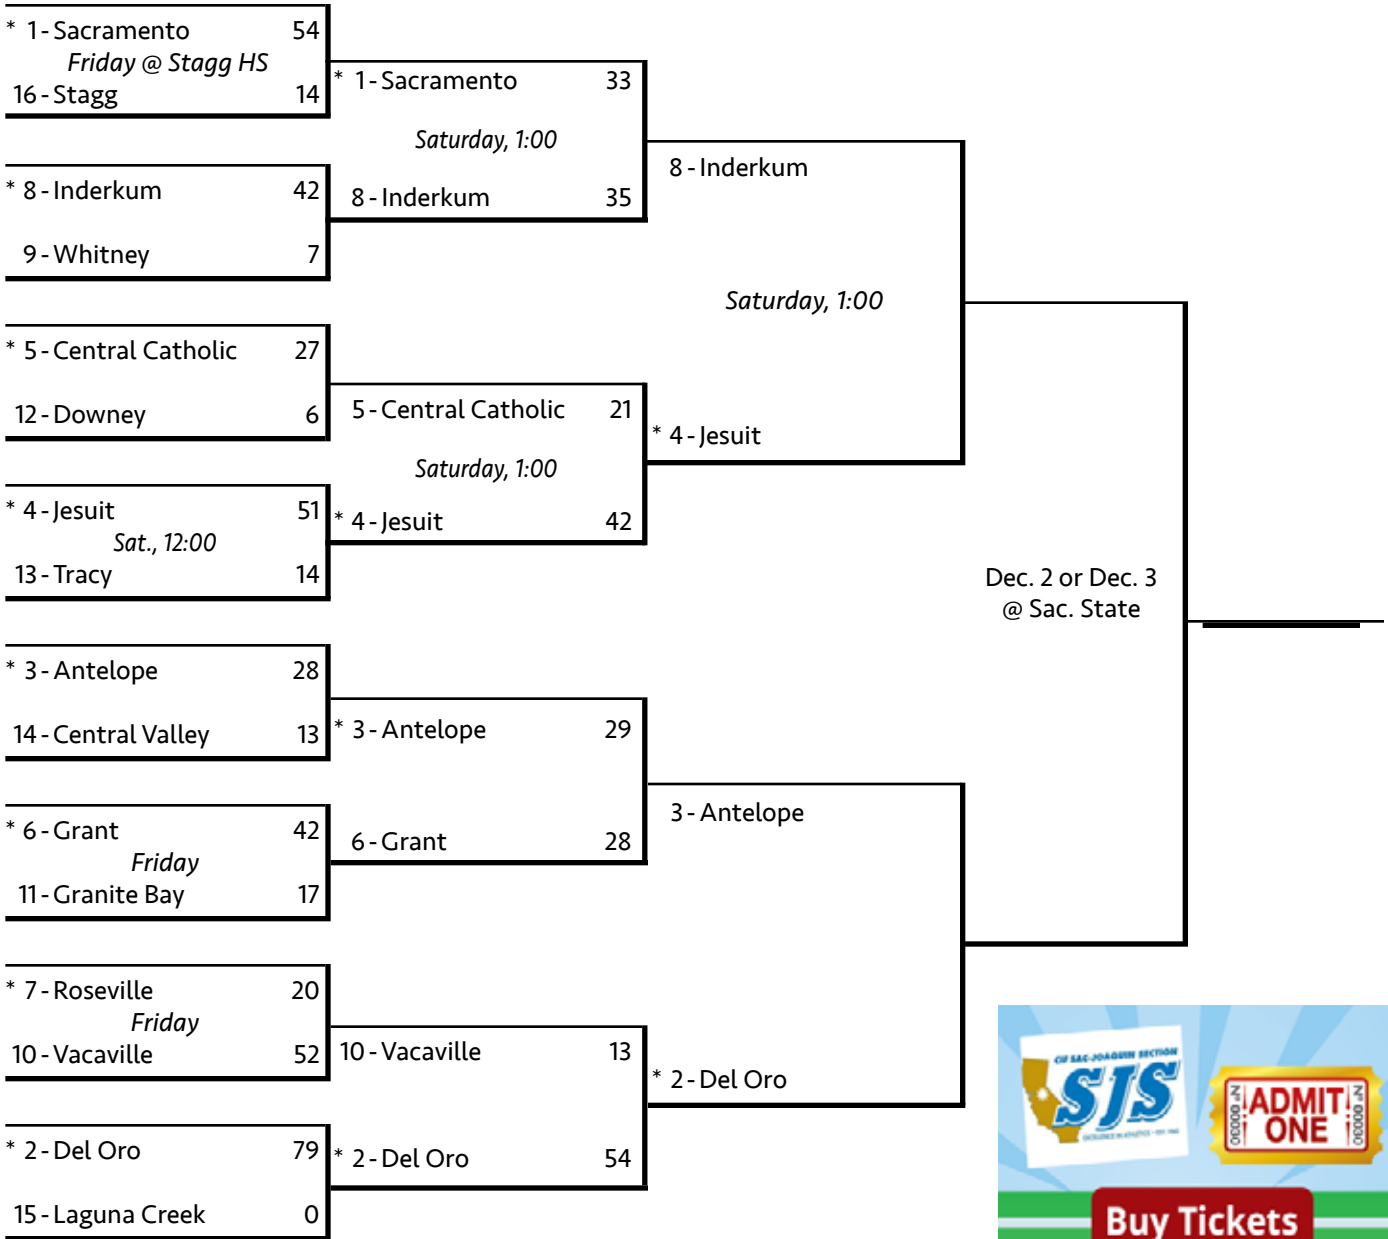 * 1 - Sacramento 54
Friday @ Stagg HS
16 - Stagg 14
* 8 - Inderkum 42
9 - Whitney 7
* 5 - Central Catholic 27
12 - Downey 6
* 4 - Jesuit 51
Sat., 12:00
13 - Tracy 14
* 3 - Antelope 28
14 - Central Valley 13
* 6 - Grant 42
Friday
11 - Granite Bay 17
* 7 - Roseville 20
Friday
10 - Vacaville 52
* 2 - Del Oro 79
15 - Laguna Creek 0
* 1 - Sacramento 33
Saturday, 1:00
8 - Inderkum 35
5 - Central Catholic 21
Saturday, 1:00
* 4 - Jesuit 42
* 3 - Antelope 29
6 - Grant 28
10 - Vacaville 13
* 2 - Del Oro 54
8 - Inderkum
Saturday, 1:00
* 4 - Jesuit
3 - Antelope
* 2 - Del Oro
Dec. 2 or Dec. 3
@ Sac. State
CIF SAC-JOAQUIN SECTION
SJS
ADMIT
ONE
Buy Tickets